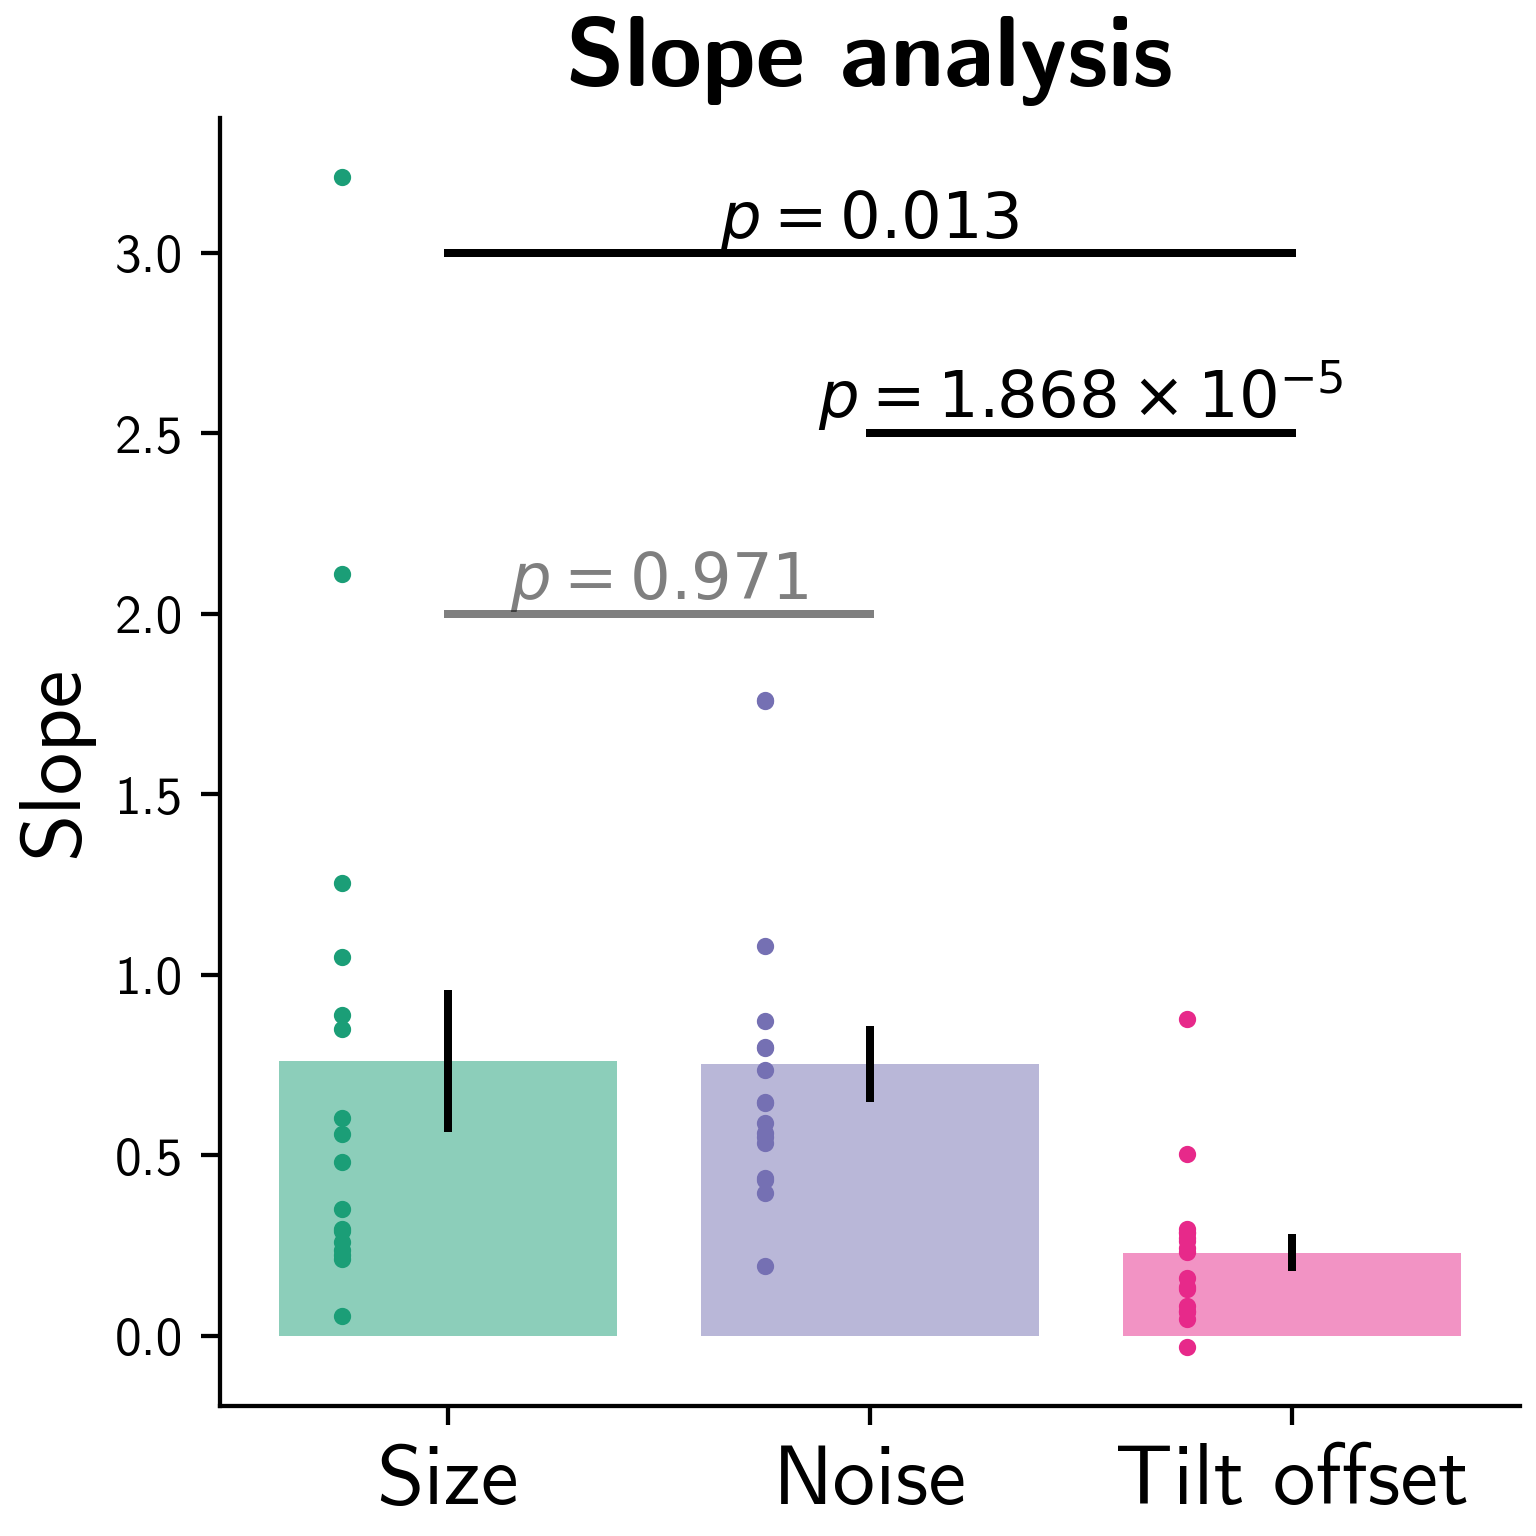 Slope analysis
p = 0.013
p = 1.868 × 10⁻⁵
p = 0.971
Slope
3.0
2.5
2.0
1.5
1.0
0.5
0.0
Size
Noise
Tilt offset